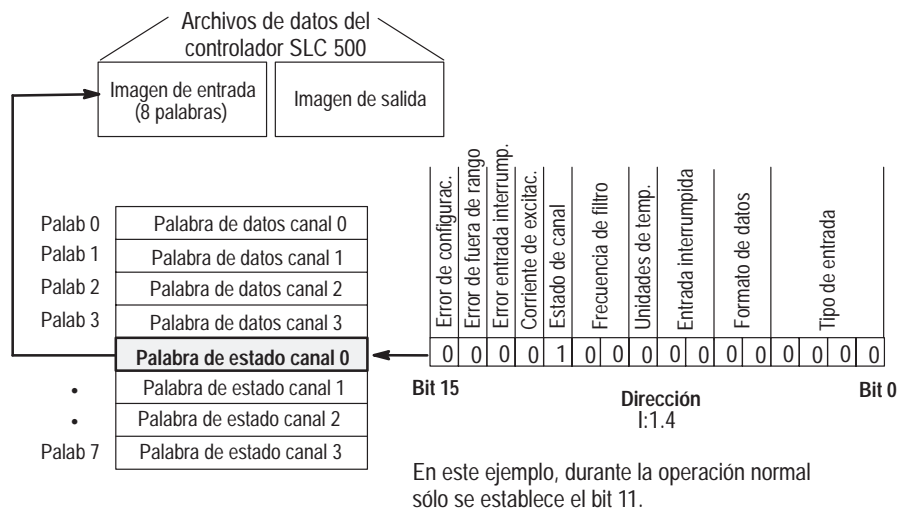 Archivos de datos del
controlador SLC 500
Imagen de entrada
(8 palabras)
Imagen de salida
Error de configurac.
Error de fuera de rango
Error entrada interrump.
Corriente de excitac.
Estado de canal
Frecuencia de filtro
Unidades de temp.
Entrada interrumpida
Formato de datos
Tipo de entrada
Palab 0 Palabra de datos canal 0
Palab 1 Palabra de datos canal 1
Palab 2 Palabra de datos canal 2
Palab 3 Palabra de datos canal 3
Palabra de estado canal 0
0 0 0 0 1 0 0 0 0 0 0 0 0 0 0 0
• Palabra de estado canal 1
• Palabra de estado canal 2
Palab 7 Palabra de estado canal 3
Bit 15
Bit 0
Dirección
I:1.4
En este ejemplo, durante la operación normal
sólo se establece el bit 11.